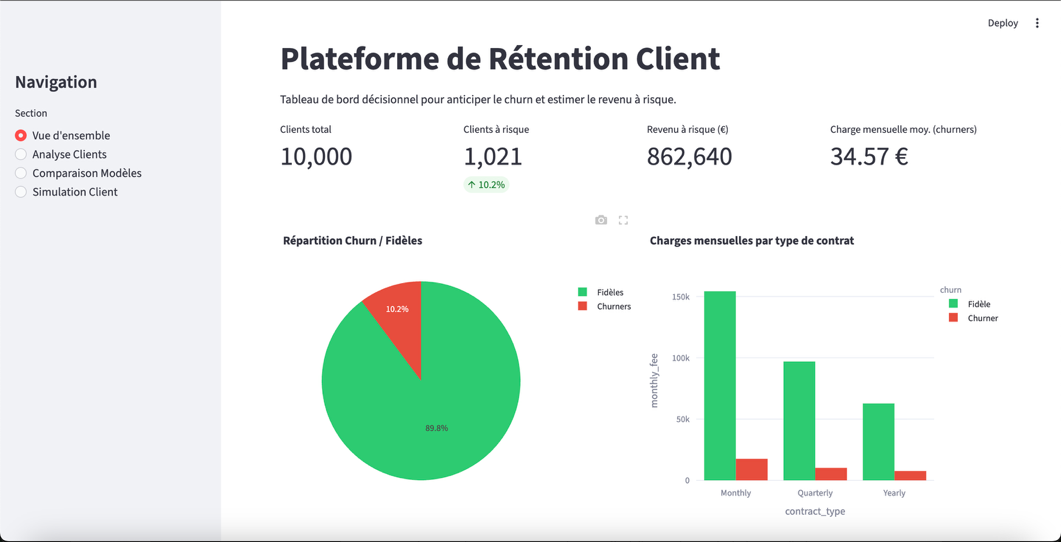 Deploy
Navigation
Section
Vue d'ensemble
Analyse Clients
Comparaison Modèles
Simulation Client
Plateforme de Rétention Client
Tableau de bord décisionnel pour anticiper le churn et estimer le revenu à risque.
Clients total
10,000
Clients à risque
1,021
↑ 10.2%
Revenu à risque (€)
862,640
Charge mensuelle moy. (churners)
34.57 €
Répartition Churn / Fidèles
10.2%
89.8%
Fidèles
Churners
Charges mensuelles par type de contrat
monthly_fee
150k
100k
50k
0
Monthly
Quarterly
Yearly
contract_type
churn
Fidèle
Churner